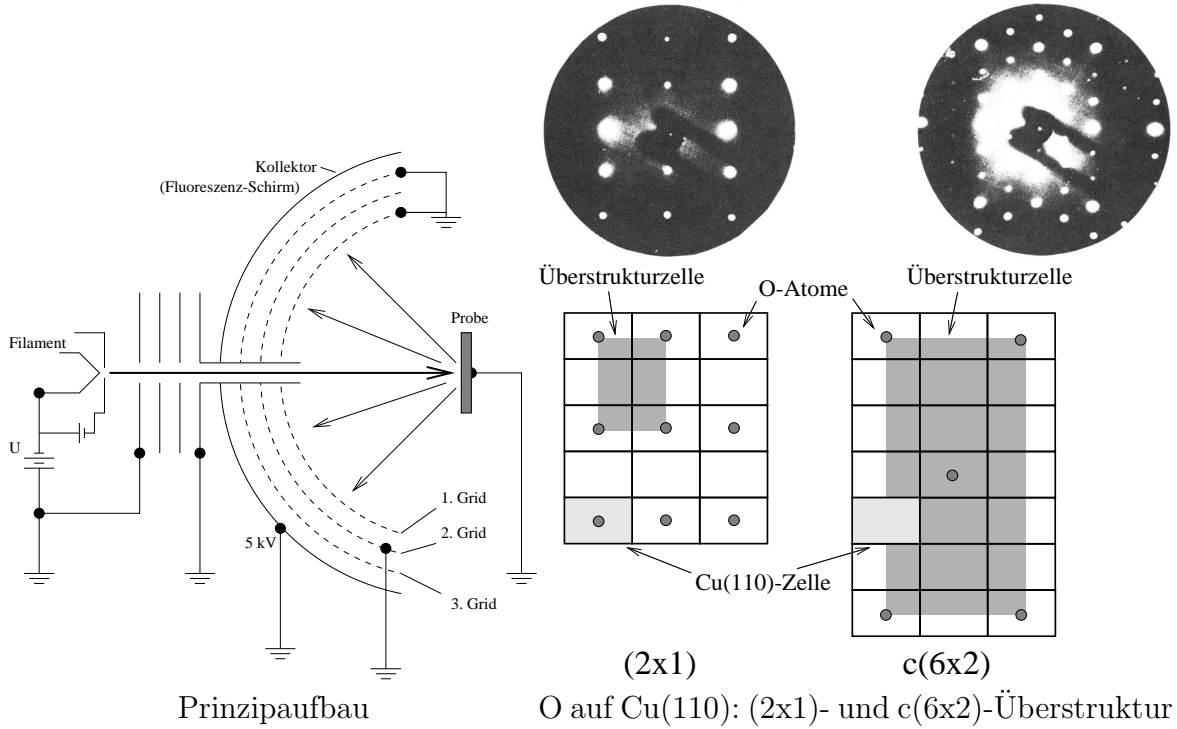 Kollektor
(Fluoreszenz-Schirm)
Filament
Probe
U
5 kV
1. Grid
2. Grid
3. Grid
Prinzipaufbau
Überstrukturzelle
O-Atome
Überstrukturzelle
Cu(110)-Zelle
(2x1)
c(6x2)
O auf Cu(110): (2x1)- und c(6x2)-Überstruktur